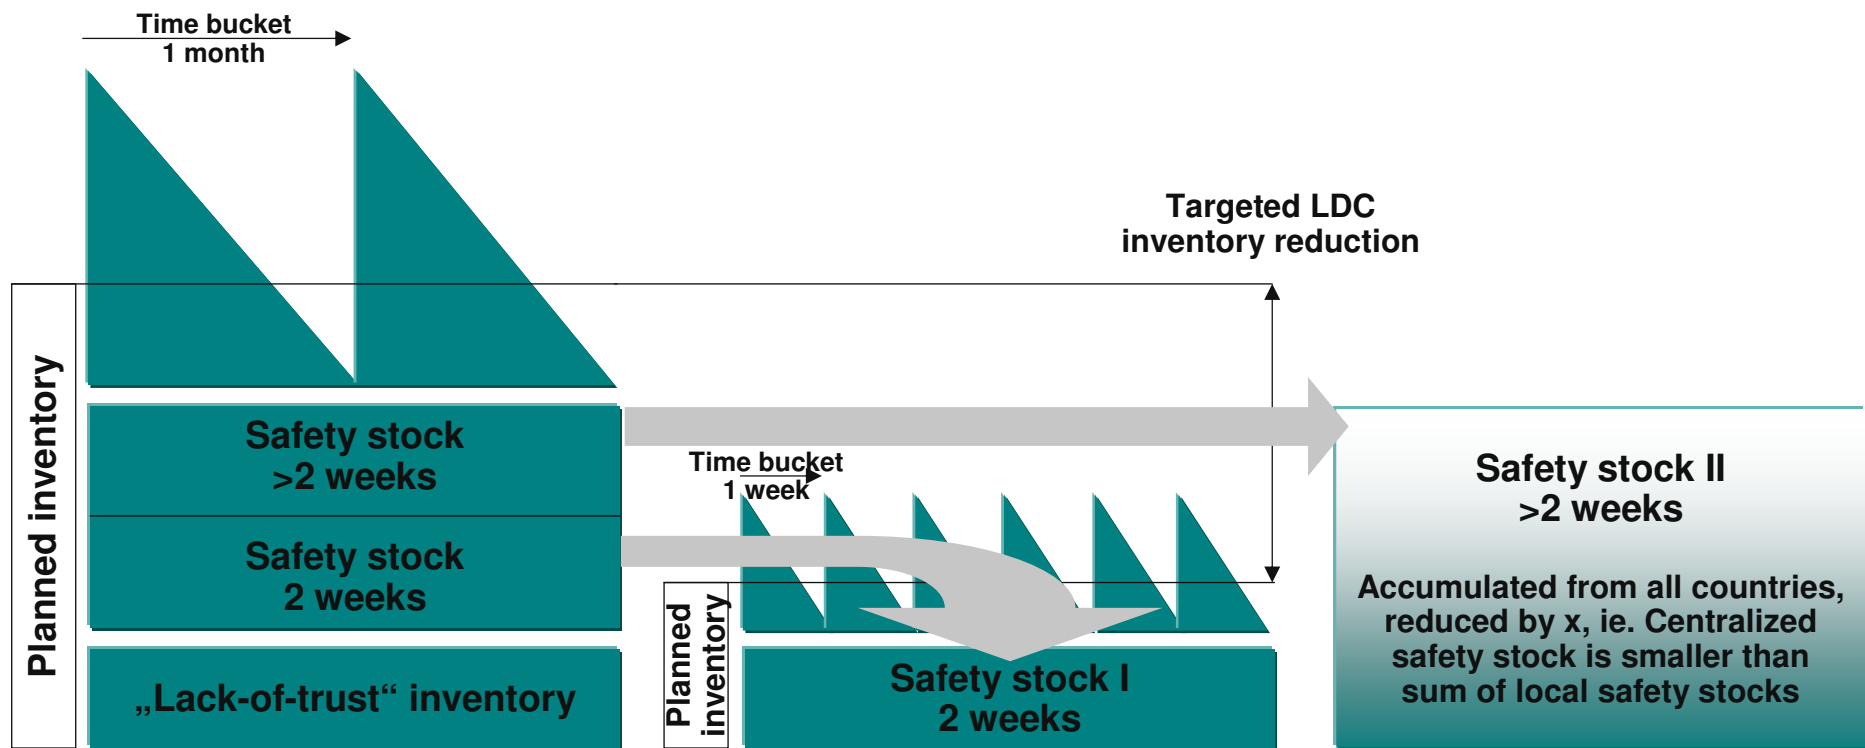 Time bucket
1 month
Targeted LDC
inventory reduction
Planned inventory
Safety stock
>2 weeks
Safety stock
2 weeks
„Lack-of-trust“ inventory
Time bucket
1 week
Planned
inventory
Safety stock I
2 weeks
Safety stock II
>2 weeks
Accumulated from all countries,
reduced by x, ie. Centralized
safety stock is smaller than
sum of local safety stocks